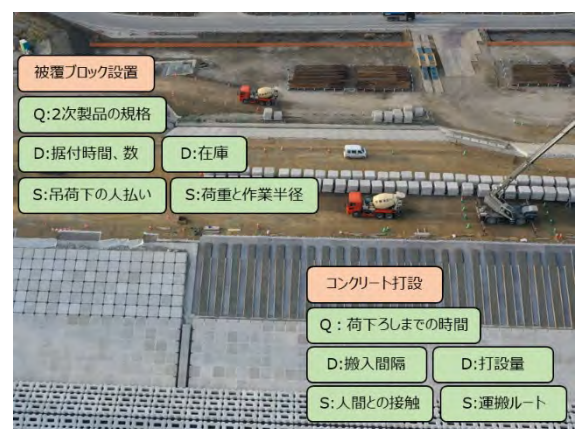 被覆ブロック設置
Q:2次製品の規格
D:据付時間、数
D:在庫
S:吊荷下の人払い
S:荷重と作業半径
コンクリート打設
Q：荷下ろしまでの時間
D:搬入間隔
D:打設量
S:人間との接触
S:運搬ルート